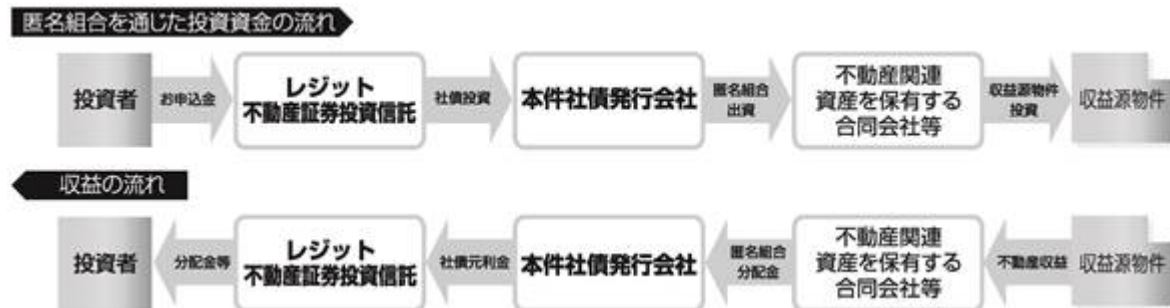 匿名組合を通じた投資資金の流れ
投資者
お申込金
レジット
不動産証券投資信託
社債投資
本件社債発行会社
匿名組合
出資
不動産関連
資産を保有する
合同会社等
収益源物件
投資
収益源物件
収益の流れ
投資者
分配金等
レジット
不動産証券投資信託
社債元利金
本件社債発行会社
匿名組合
分配金
不動産関連
資産を保有する
合同会社等
不動産収益
収益源物件